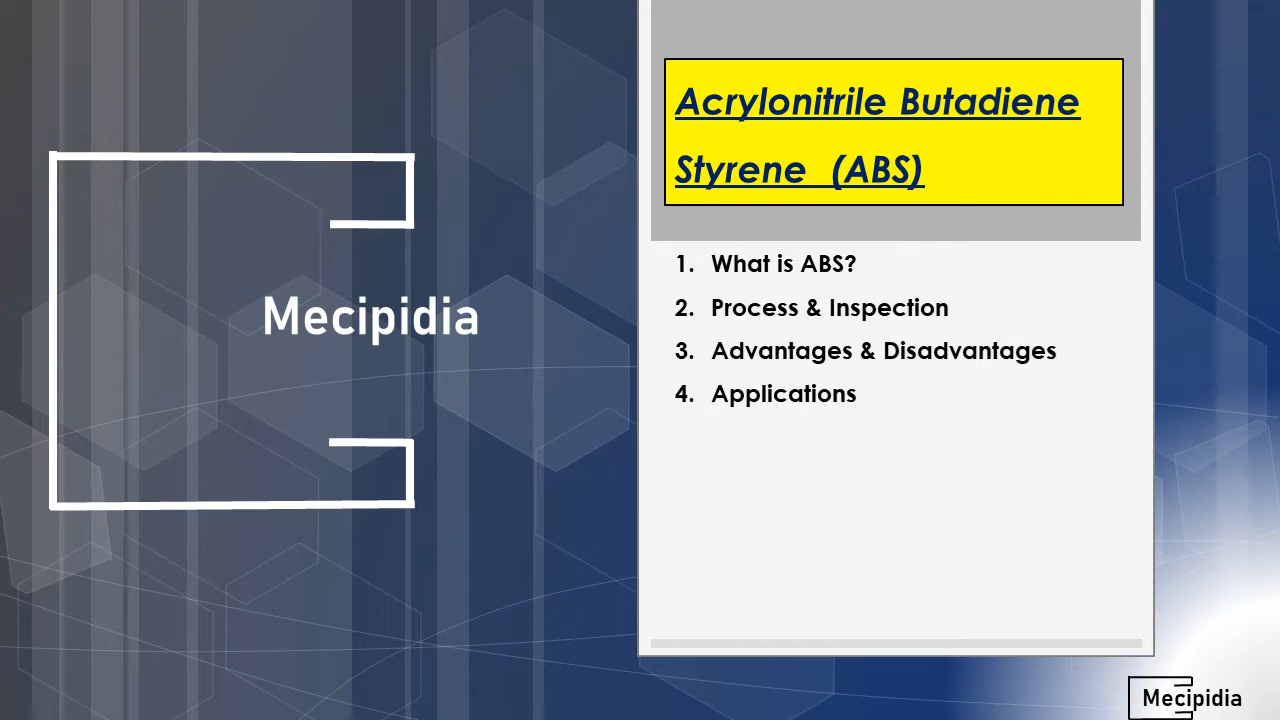 Mecipidia
Acrylonitrile Butadiene
Styrene (ABS)
1. What is ABS?
2. Process & Inspection
3. Advantages & Disadvantages
4. Applications
Mecipidia